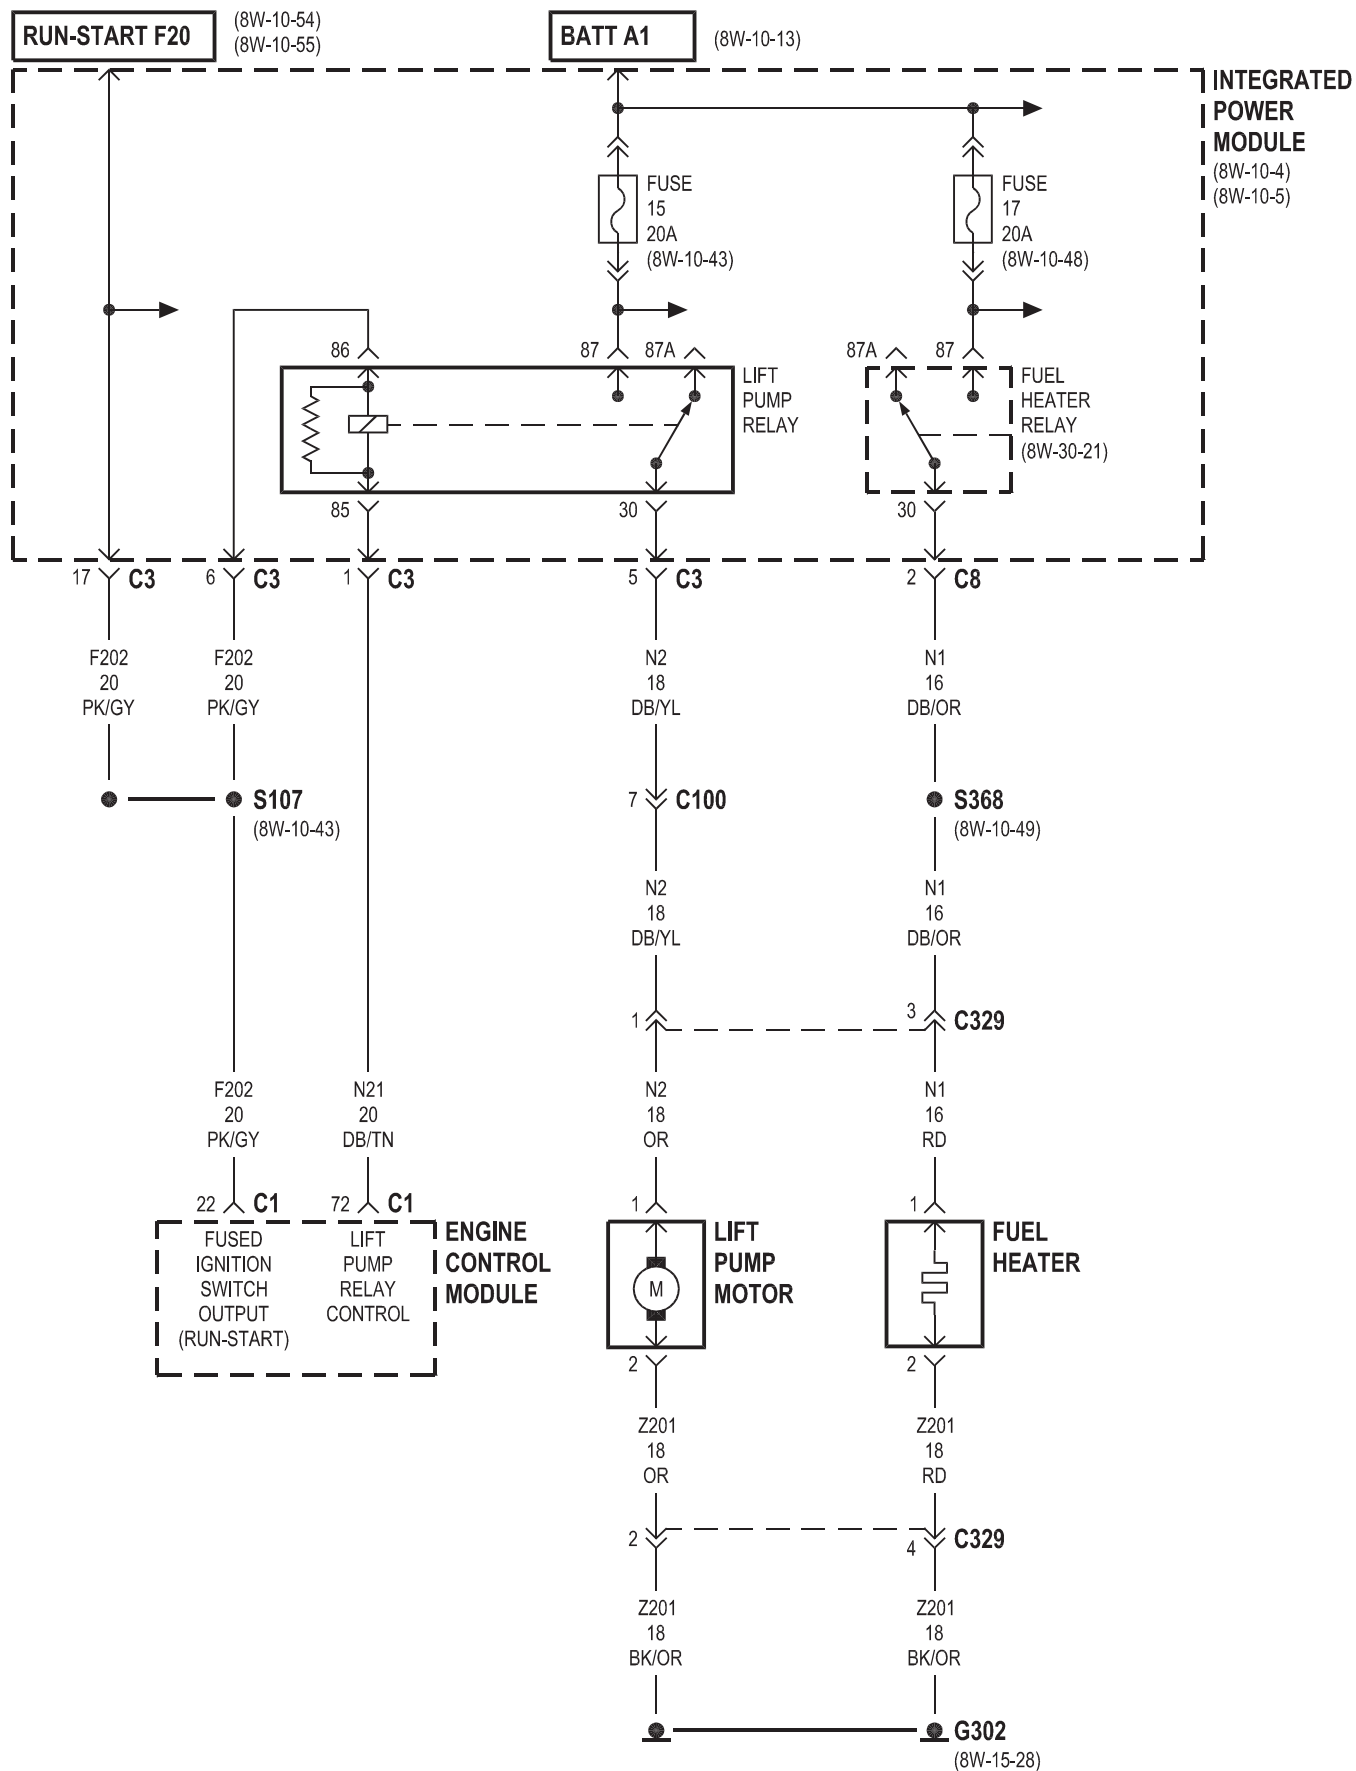 RUN-START F20
(8W-10-54)
(8W-10-55)
BATT A1
(8W-10-13)
INTEGRATED
POWER
MODULE
(8W-10-4)
(8W-10-5)
FUSE
15
20A
(8W-10-43)
FUSE
17
20A
(8W-10-48)
86
87
87A
87A
87
LIFT
PUMP
RELAY
FUEL
HEATER
RELAY
(8W-30-21)
85
30
30
17
C3
6
C3
1
C3
5
C3
2
C8
F202
20
PK/GY
F202
20
PK/GY
N2
18
DB/YL
N1
16
DB/OR
S107
(8W-10-43)
7
C100
S368
(8W-10-49)
N2
18
DB/YL
N1
16
DB/OR
1
3
C329
F202
20
PK/GY
N21
20
DB/TN
N2
18
OR
N1
16
RD
22
C1
72
C1
1
1
FUSED
IGNITION
SWITCH
OUTPUT
(RUN-START)
LIFT
PUMP
RELAY
CONTROL
ENGINE
CONTROL
MODULE
M
LIFT
PUMP
MOTOR
FUEL
HEATER
2
2
Z201
18
OR
Z201
18
RD
2
4
C329
Z201
18
BK/OR
Z201
18
BK/OR
G302
(8W-15-28)